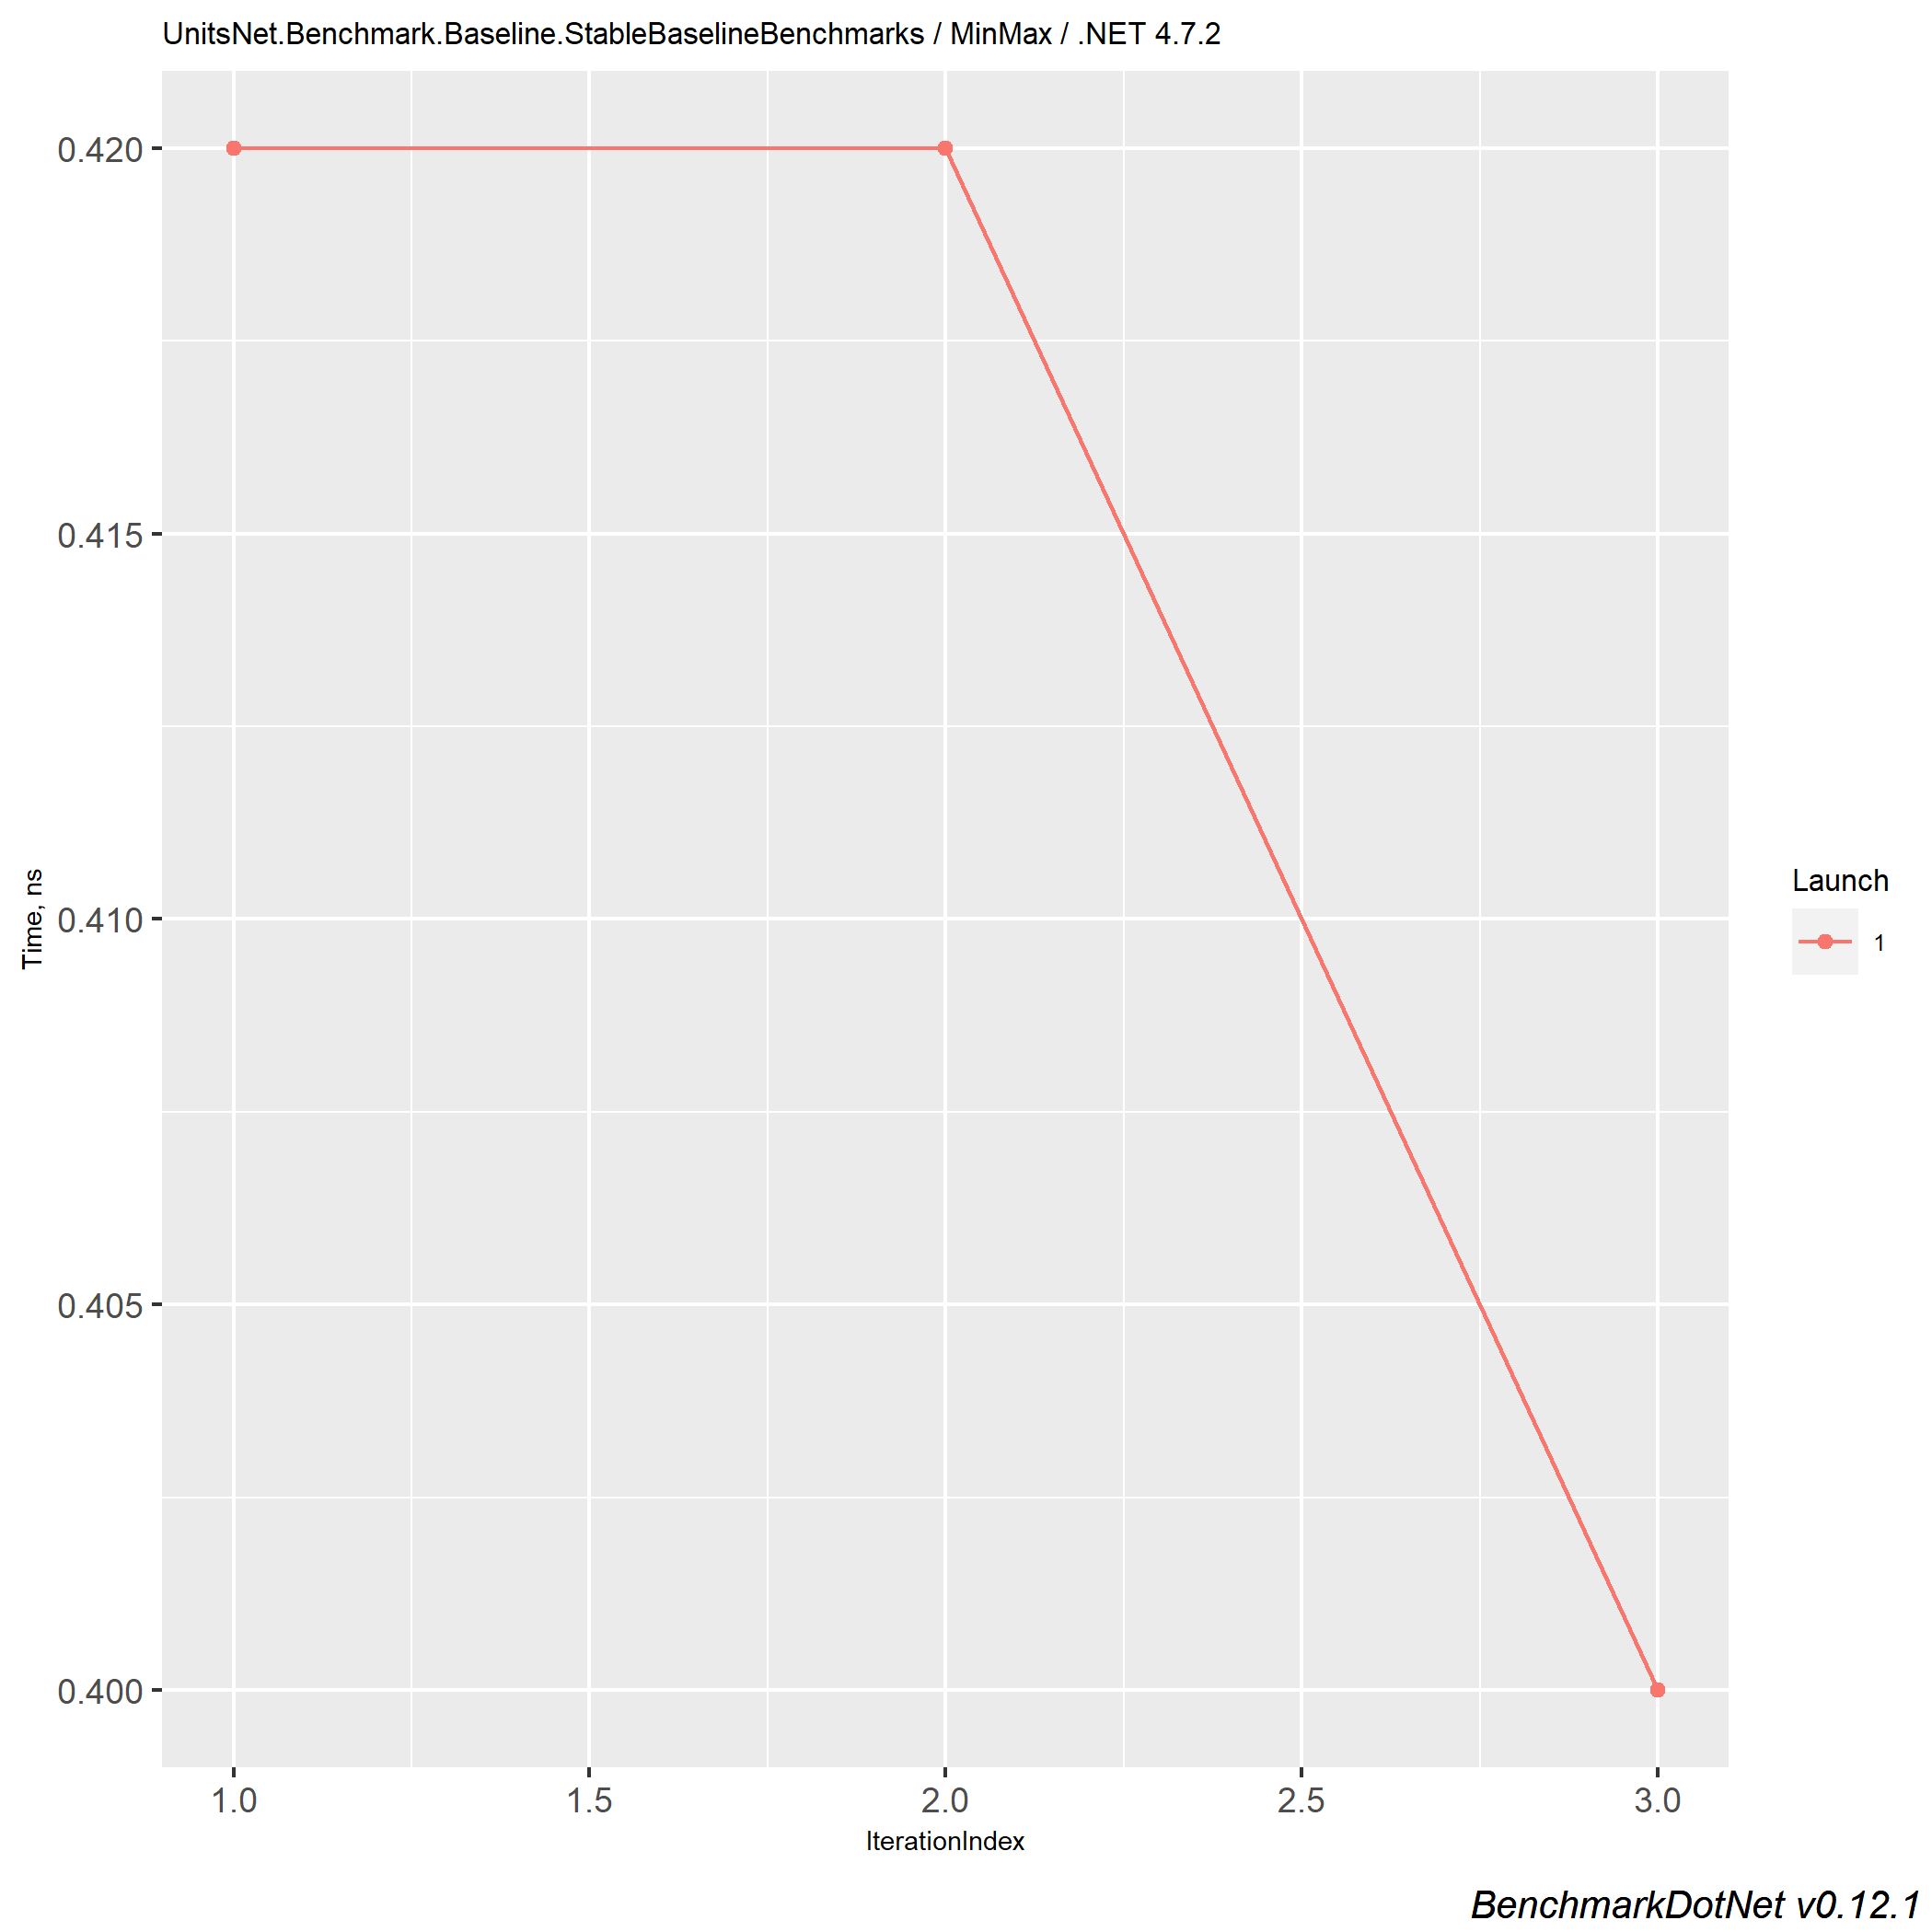 UnitsNet.Benchmark.Baseline.StableBaselineBenchmarks / MinMax / .NET 4.7.2
0.420
0.415
0.410
0.405
0.400
Time, ns
1.0 1.5 2.0 2.5 3.0
IterationIndex
Launch
1
BenchmarkDotNet v0.12.1